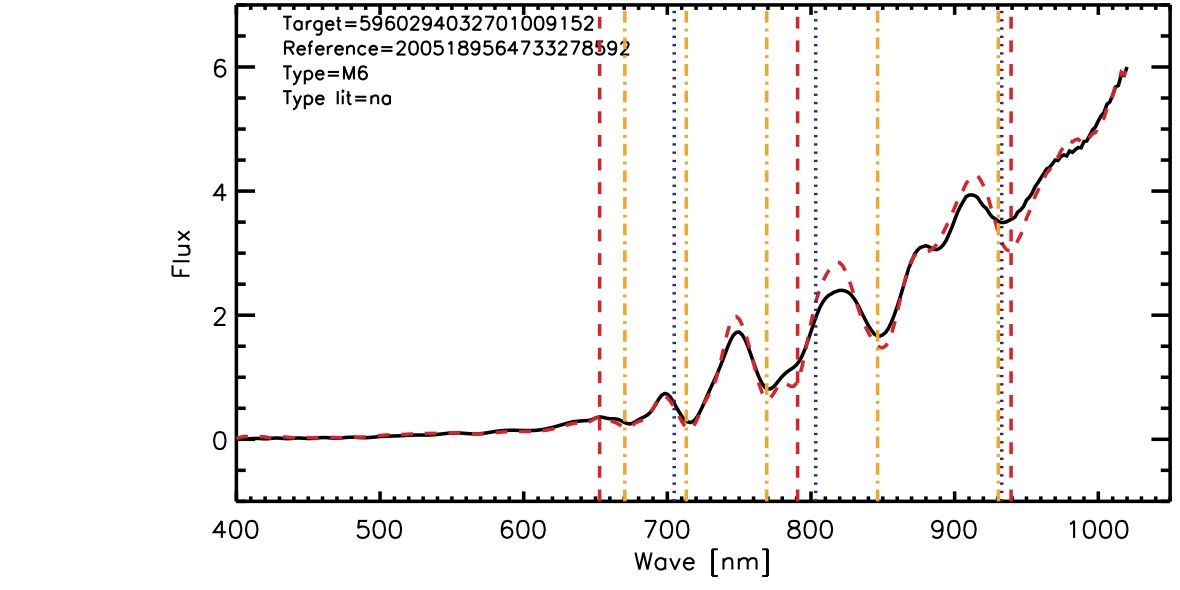 Target=5960294032701009152
Reference=2005189564733278592
Type=M6
Type lit=na
6
4
2
0
Flux
400 500 600 700 800 900 1000
Wave [nm]